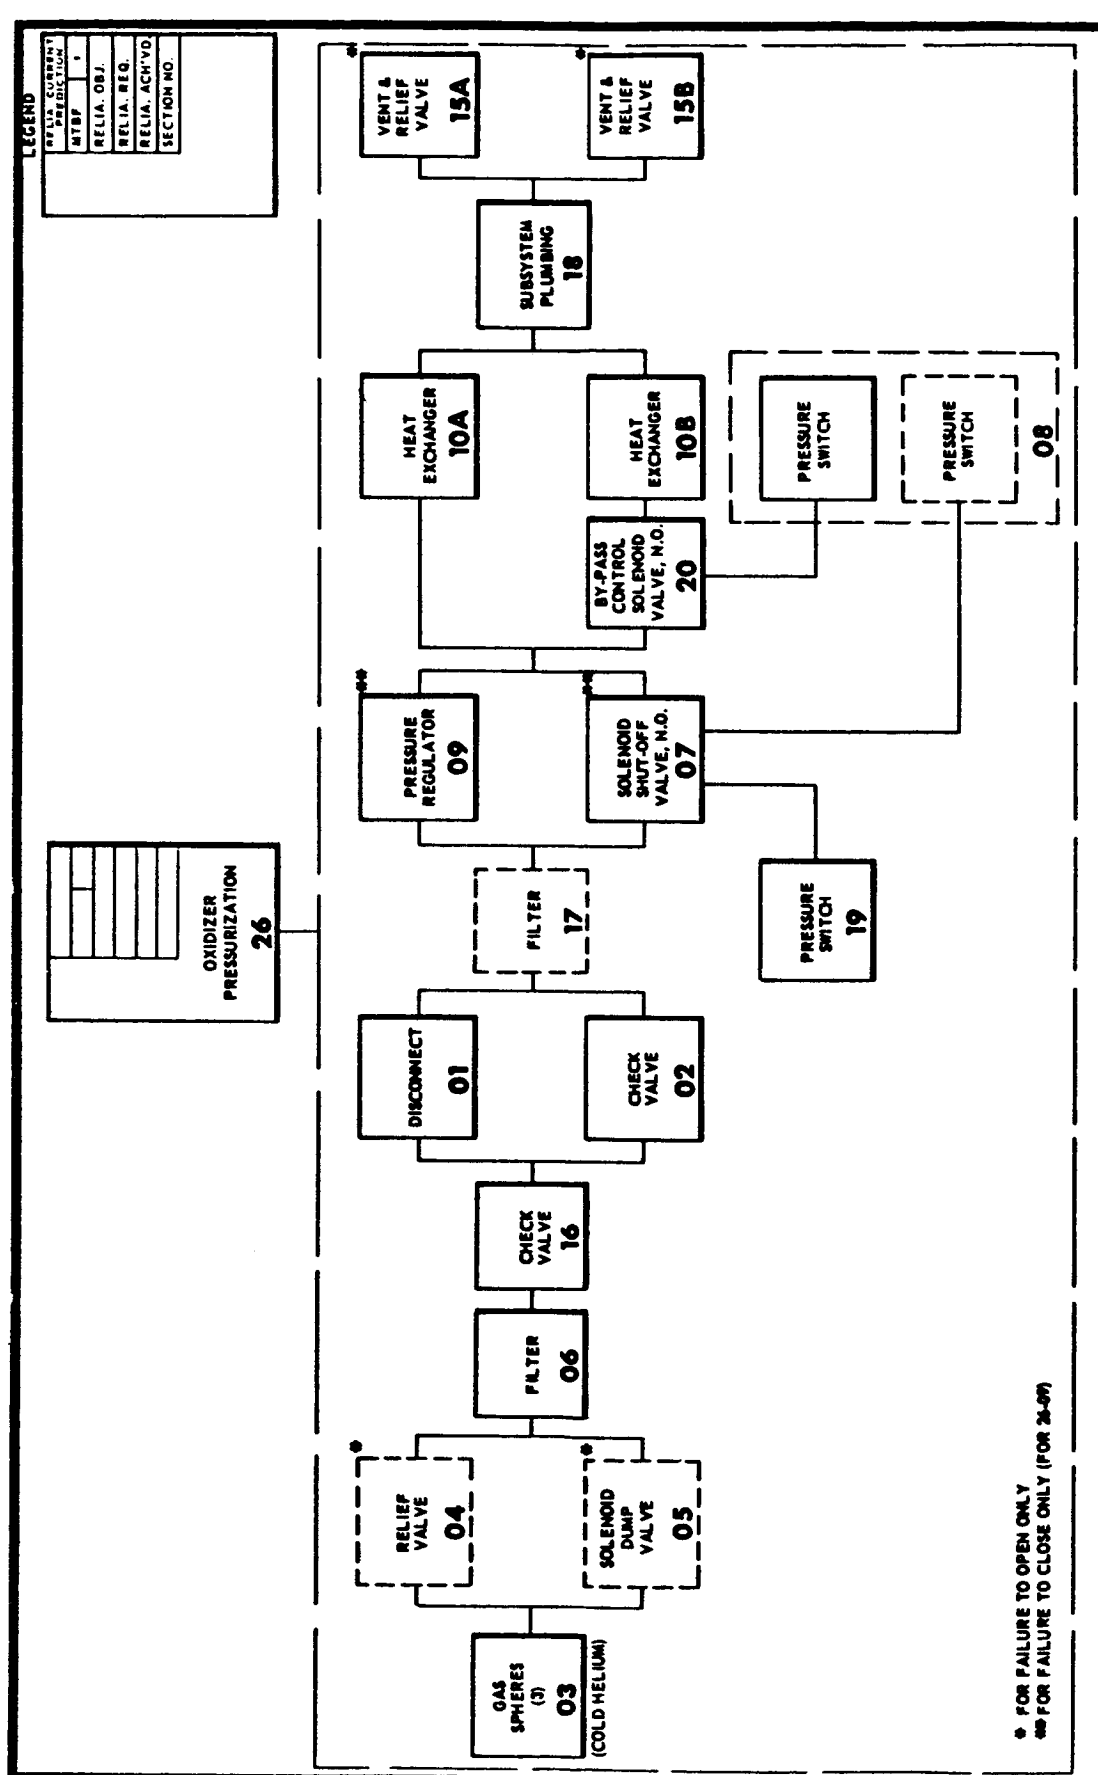 LEGEND
RELIA. CURRENT
PREDICTION
MTBF
RELIA. OBJ.
RELIA. REQ.
RELIA. ACH'VD.
SECTION NO.
OXIDIZER
PRESSURIZATION
26
GAS
SPHERES
(3)
03
(COLD HELIUM)
RELIEF
VALVE
04
SOLENOID
DUMP
VALVE
05
FILTER
06
CHECK
VALVE
16
DISCONNECT
01
CHECK
VALVE
02
FILTER
17
PRESSURE
REGULATOR
09
**
SOLENOID
SHUT-OFF
VALVE, N.O.
07
**
PRESSURE
SWITCH
19
HEAT
EXCHANGER
10A
BY-PASS
CONTROL
SOLENOID
VALVE, N.O.
20
HEAT
EXCHANGER
10B
PRESSURE
SWITCH
PRESSURE
SWITCH
08
SUBSYSTEM
PLUMBING
18
VENT &
RELIEF
VALVE
15A
*
VENT &
RELIEF
VALVE
15B
*
* FOR FAILURE TO OPEN ONLY
** FOR FAILURE TO CLOSE ONLY (FOR 26-09)